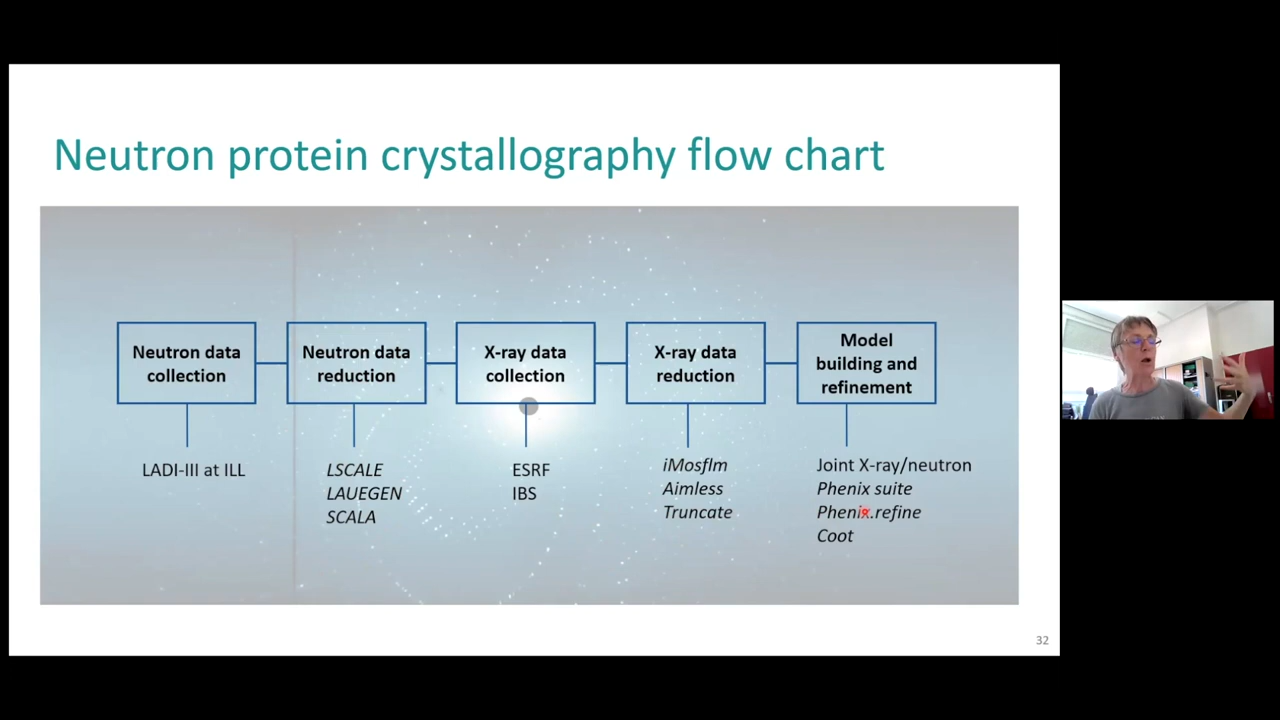 Neutron protein crystallography flow chart
Neutron data
collection
Neutron data
reduction
X-ray data
collection
X-ray data
reduction
Model
building and
refinement
LADI-III at ILL
LSCALE
LAUEGEN
SCALA
ESRF
IBS
iMosflm
Aimless
Truncate
Joint X-ray/neutron
Phenix suite
Phenix.refine
Coot
32